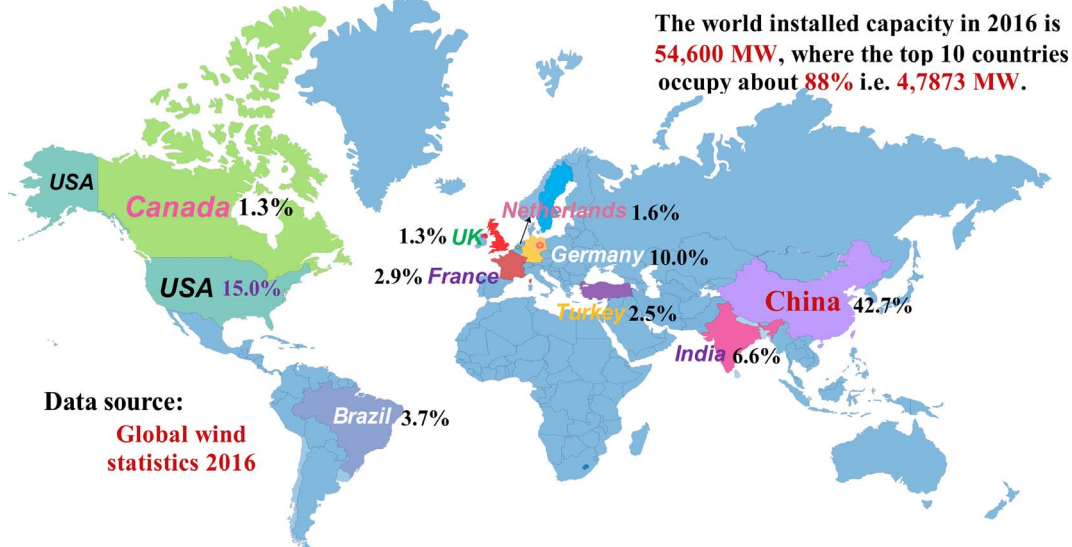 The world installed capacity in 2016 is
54,600 MW, where the top 10 countries
occupy about 88% i.e. 4,7873 MW.
USA
Canada 1.3%
Netherlands 1.6%
1.3% UK
Germany 10.0%
2.9% France
USA 15.0%
China 42.7%
Turkey 2.5%
India 6.6%
Data source:
Brazil 3.7%
Global wind
statistics 2016